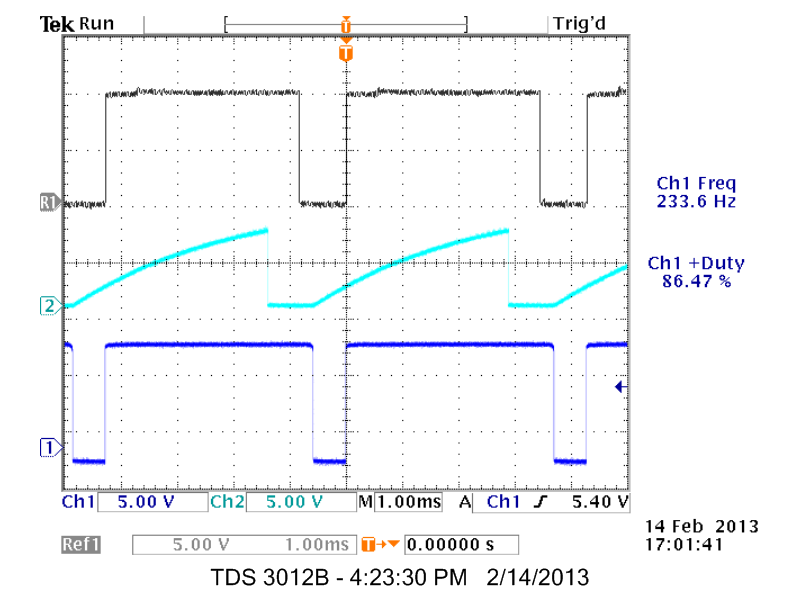 Tek Run Trig'd
T
T
R1
Ch1 Freq
233.6 Hz
Ch1 +Duty
86.47 %
2
1
Ch1 5.00 V Ch2 5.00 V M 1.00ms A Ch1 5.40 V
14 Feb 2013
17:01:41
Ref1 5.00 V 1.00ms T 0.00000 s
TDS 3012B - 4:23:30 PM 2/14/2013